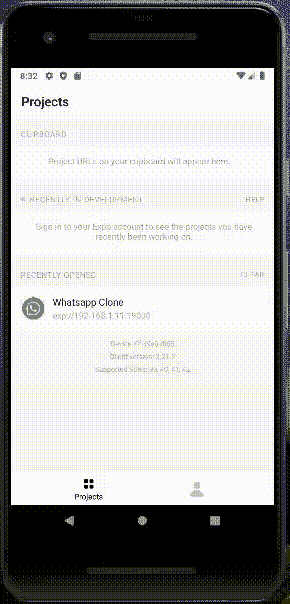 8:32
Projects
CLIPBOARD
Project URLs on your clipboard will appear here.
RECENTLY IN DEVELOPMENT HELP
Sign in to your Expo account to see the projects you have
recently been working on.
RECENTLY OPENED CLEAR
Whatsapp Clone
exp://192.168.1.11:19000
Device ID:
Client version: 2.21.7
Supported SDKs: 39, 40, 41, 42
Projects